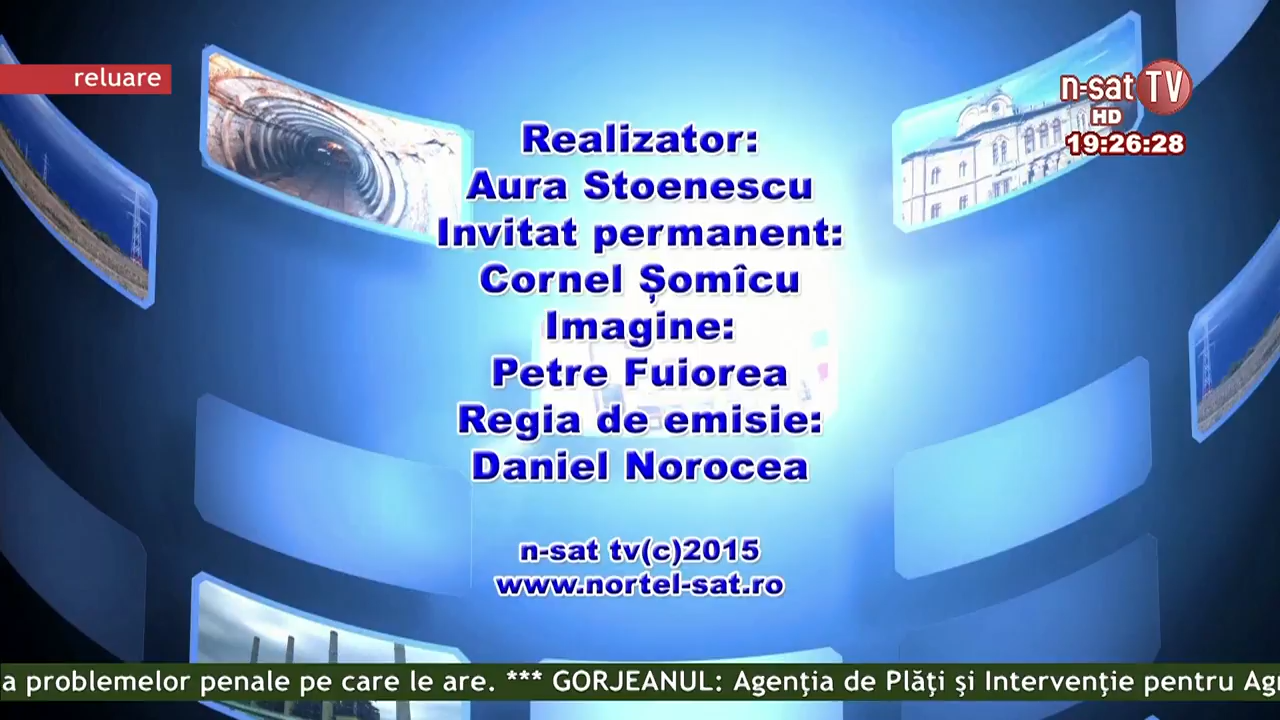 reluare
n-sat TV
HD
19:26:28
Realizator:
Aura Stoenescu
Invitat permanent:
Cornel Șomîcu
Imagine:
Petre Fuiorea
Regia de emisie:
Daniel Norocea
n-sat tv(c)2015
www.nortel-sat.ro
a problemelor penale pe care le are. *** GORJEANUL: Agenţia de Plăţi şi Intervenţie pentru Agr